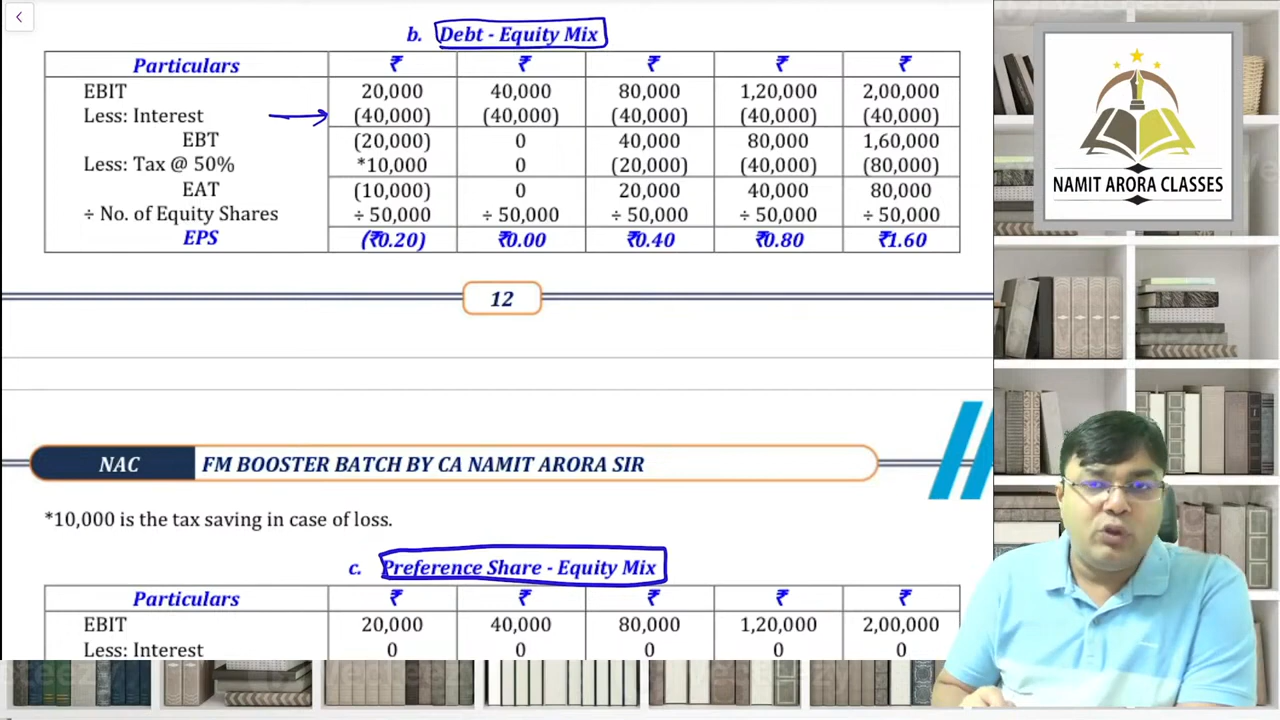 b. Debt - Equity Mix
Particulars ₹ ₹ ₹ ₹ ₹
EBIT 20,000 40,000 80,000 1,20,000 2,00,000
Less: Interest (40,000) (40,000) (40,000) (40,000) (40,000)
EBT (20,000) 0 40,000 80,000 1,60,000
Less: Tax @ 50% *10,000 0 (20,000) (40,000) (80,000)
EAT (10,000) 0 20,000 40,000 80,000
÷ No. of Equity Shares ÷ 50,000 ÷ 50,000 ÷ 50,000 ÷ 50,000 ÷ 50,000
EPS (₹0.20) ₹0.00 ₹0.40 ₹0.80 ₹1.60
12
NAC FM BOOSTER BATCH BY CA NAMIT ARORA SIR
*10,000 is the tax saving in case of loss.
c. Preference Share - Equity Mix
Particulars ₹ ₹ ₹ ₹ ₹
EBIT 20,000 40,000 80,000 1,20,000 2,00,000
Less: Interest 0 0 0 0 0
NAMIT ARORA CLASSES